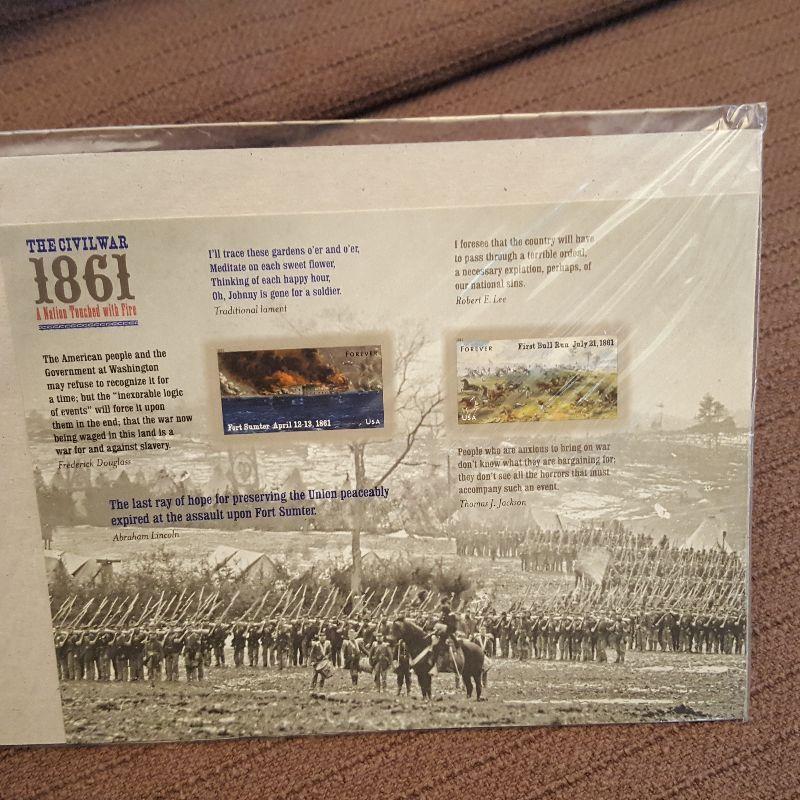 THE CIVIL WAR
1861
A Nation Touched with Fire
I'll trace these gardens o'er and o'er,
Meditate on each sweet flower,
Thinking of each happy hour,
Oh, Johnny is gone for a soldier.
Traditional lament
I foresee that the country will have
to pass through a terrible ordeal,
a necessary expiation, perhaps, of
our national sins.
Robert E. Lee
The American people and the
Government at Washington
may refuse to recognize it for
a time; but the "inexorable logic
of events" will force it upon
them in the end; that the war now
being waged in this land is a
war for and against slavery.
Frederick Douglass
FOREVER
Fort Sumter April 12-13, 1861
USA
FOREVER
First Bull Run July 21, 1861
USA
People who are anxious to bring on war
don't know what they are bargaining for;
they don't see all the horrors that must
accompany such an event.
Thomas J. Jackson
The last ray of hope for preserving the Union peaceably
expired at the assault upon Fort Sumter.
Abraham Lincoln